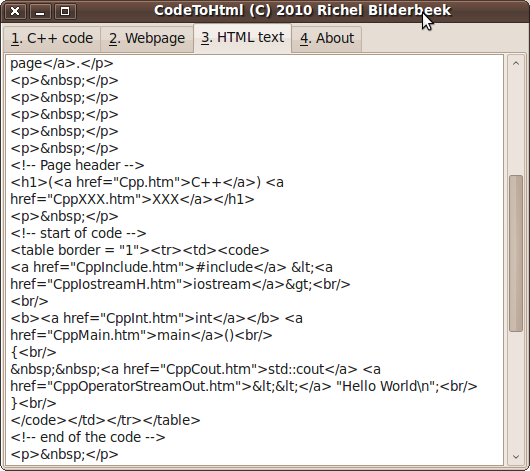 CodeToHtml (C) 2010 Richel Bilderbeek
1. C++ code 2. Webpage 3. HTML text 4. About
page</a>.</p>
<p>&nbsp;</p>
<p>&nbsp;</p>
<p>&nbsp;</p>
<p>&nbsp;</p>
<p>&nbsp;</p>
<!-- Page header -->
<h1>(<a href="Cpp.htm">C++</a>) <a
href="CppXXX.htm">XXX</a></h1>
<p>&nbsp;</p>
<!-- start of code -->
<table border = "1"><tr><td><code>
<a href="CppInclude.htm">#include</a> &lt;<a
href="CppIostreamH.htm">iostream</a>&gt;<br/>
<br/>
<b><a href="CppInt.htm">int</a></b> <a
href="CppMain.htm">main</a>()<br/>
{<br/>
&nbsp;&nbsp;<a href="CppCout.htm">std::cout</a> <a
href="CppOperatorStreamOut.htm">&lt;&lt;</a> "Hello World\n";<br/>
}<br/>
</code></td></tr></table>
<!-- end of the code -->
<p>&nbsp;</p>